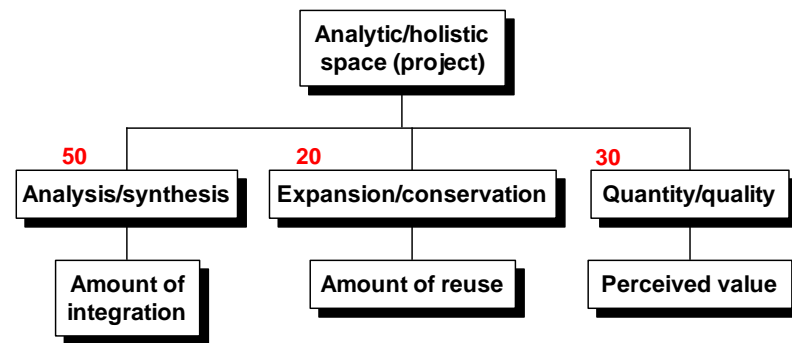 Analytic/holistic
space (project)
50
20
30
Analysis/synthesis
Expansion/conservation
Quantity/quality
Amount of
integration
Amount of reuse
Perceived value